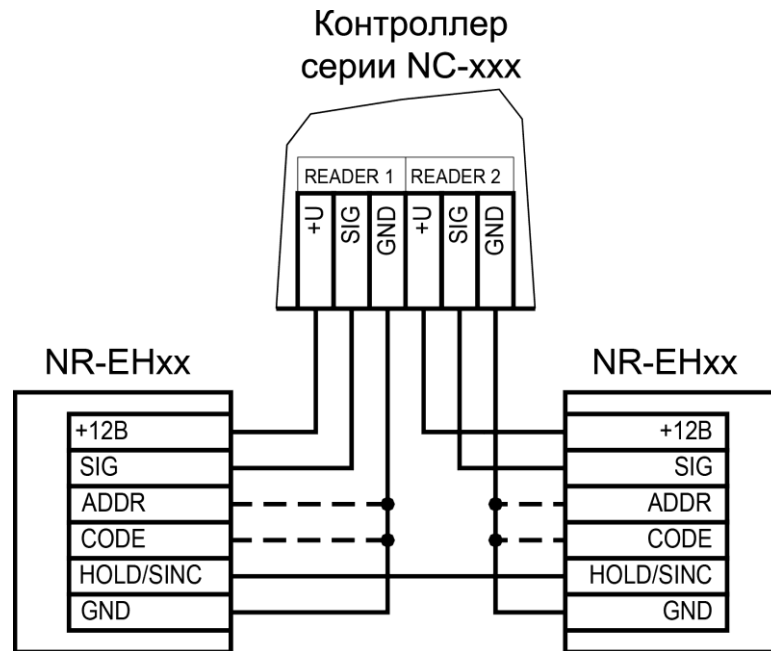 Контроллер
серии NC-xxx
READER 1 READER 2
+U SIG GND +U SIG GND
NR-EHxx
NR-EHxx
+12В
SIG
ADDR
CODE
HOLD/SINC
GND
+12В
SIG
ADDR
CODE
HOLD/SINC
GND